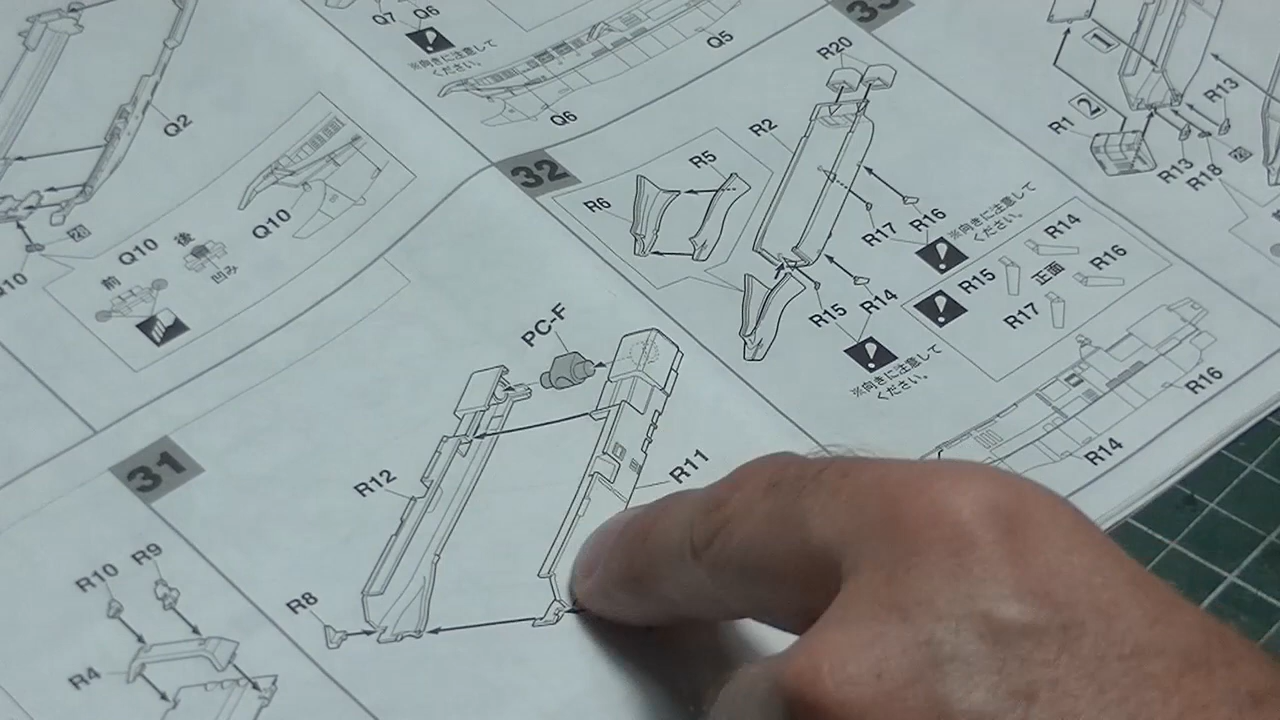 Q2
Q10
後
Q10
前
凹み
Q7 Q6
※向きに注意して
ください。
Q5
Q6
31
R10
R9
R4
R8
R12
PC-F
R11
32
R6
R5
R2
R20
R17
R16
※向きに注意して
ください。
R15
R14
※向きに注意して
ください。
R15
R14
正面
R16
R17
R14
R16
1
2
R1
R13
R13
R18